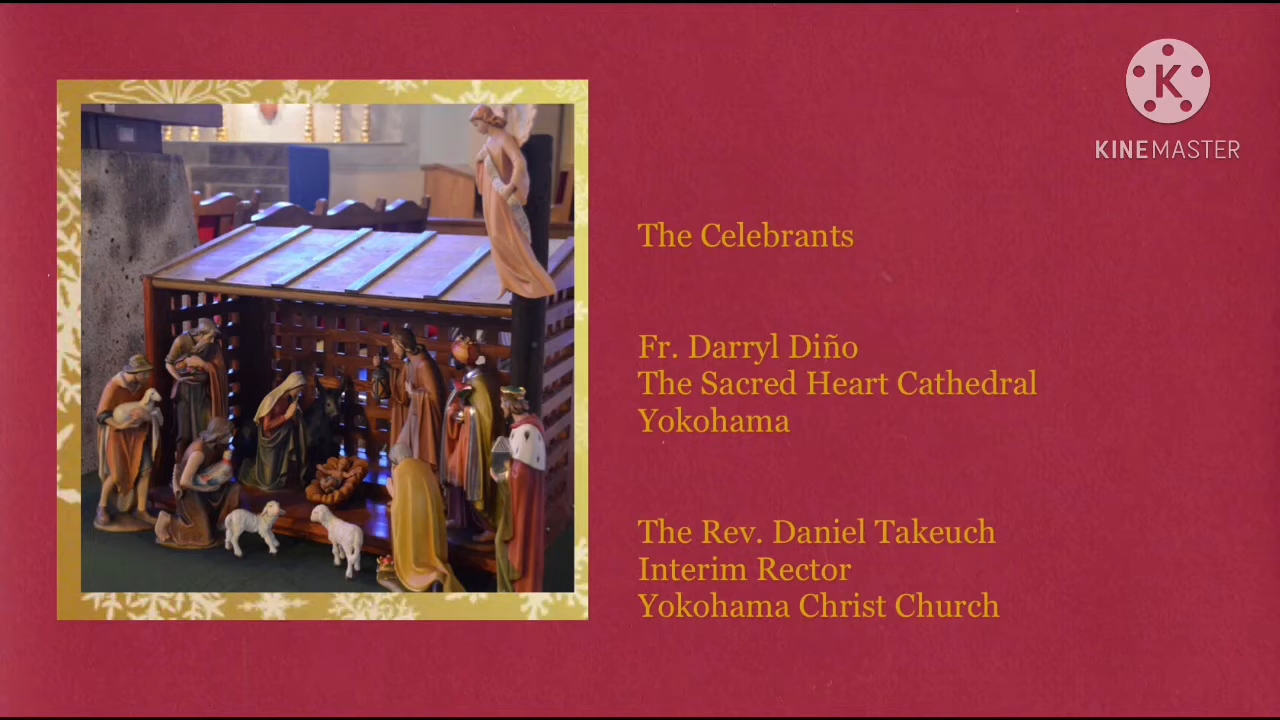 K
KINEMASTER
The Celebrants
Fr. Darryl Diño
The Sacred Heart Cathedral
Yokohama
The Rev. Daniel Takeuch
Interim Rector
Yokohama Christ Church